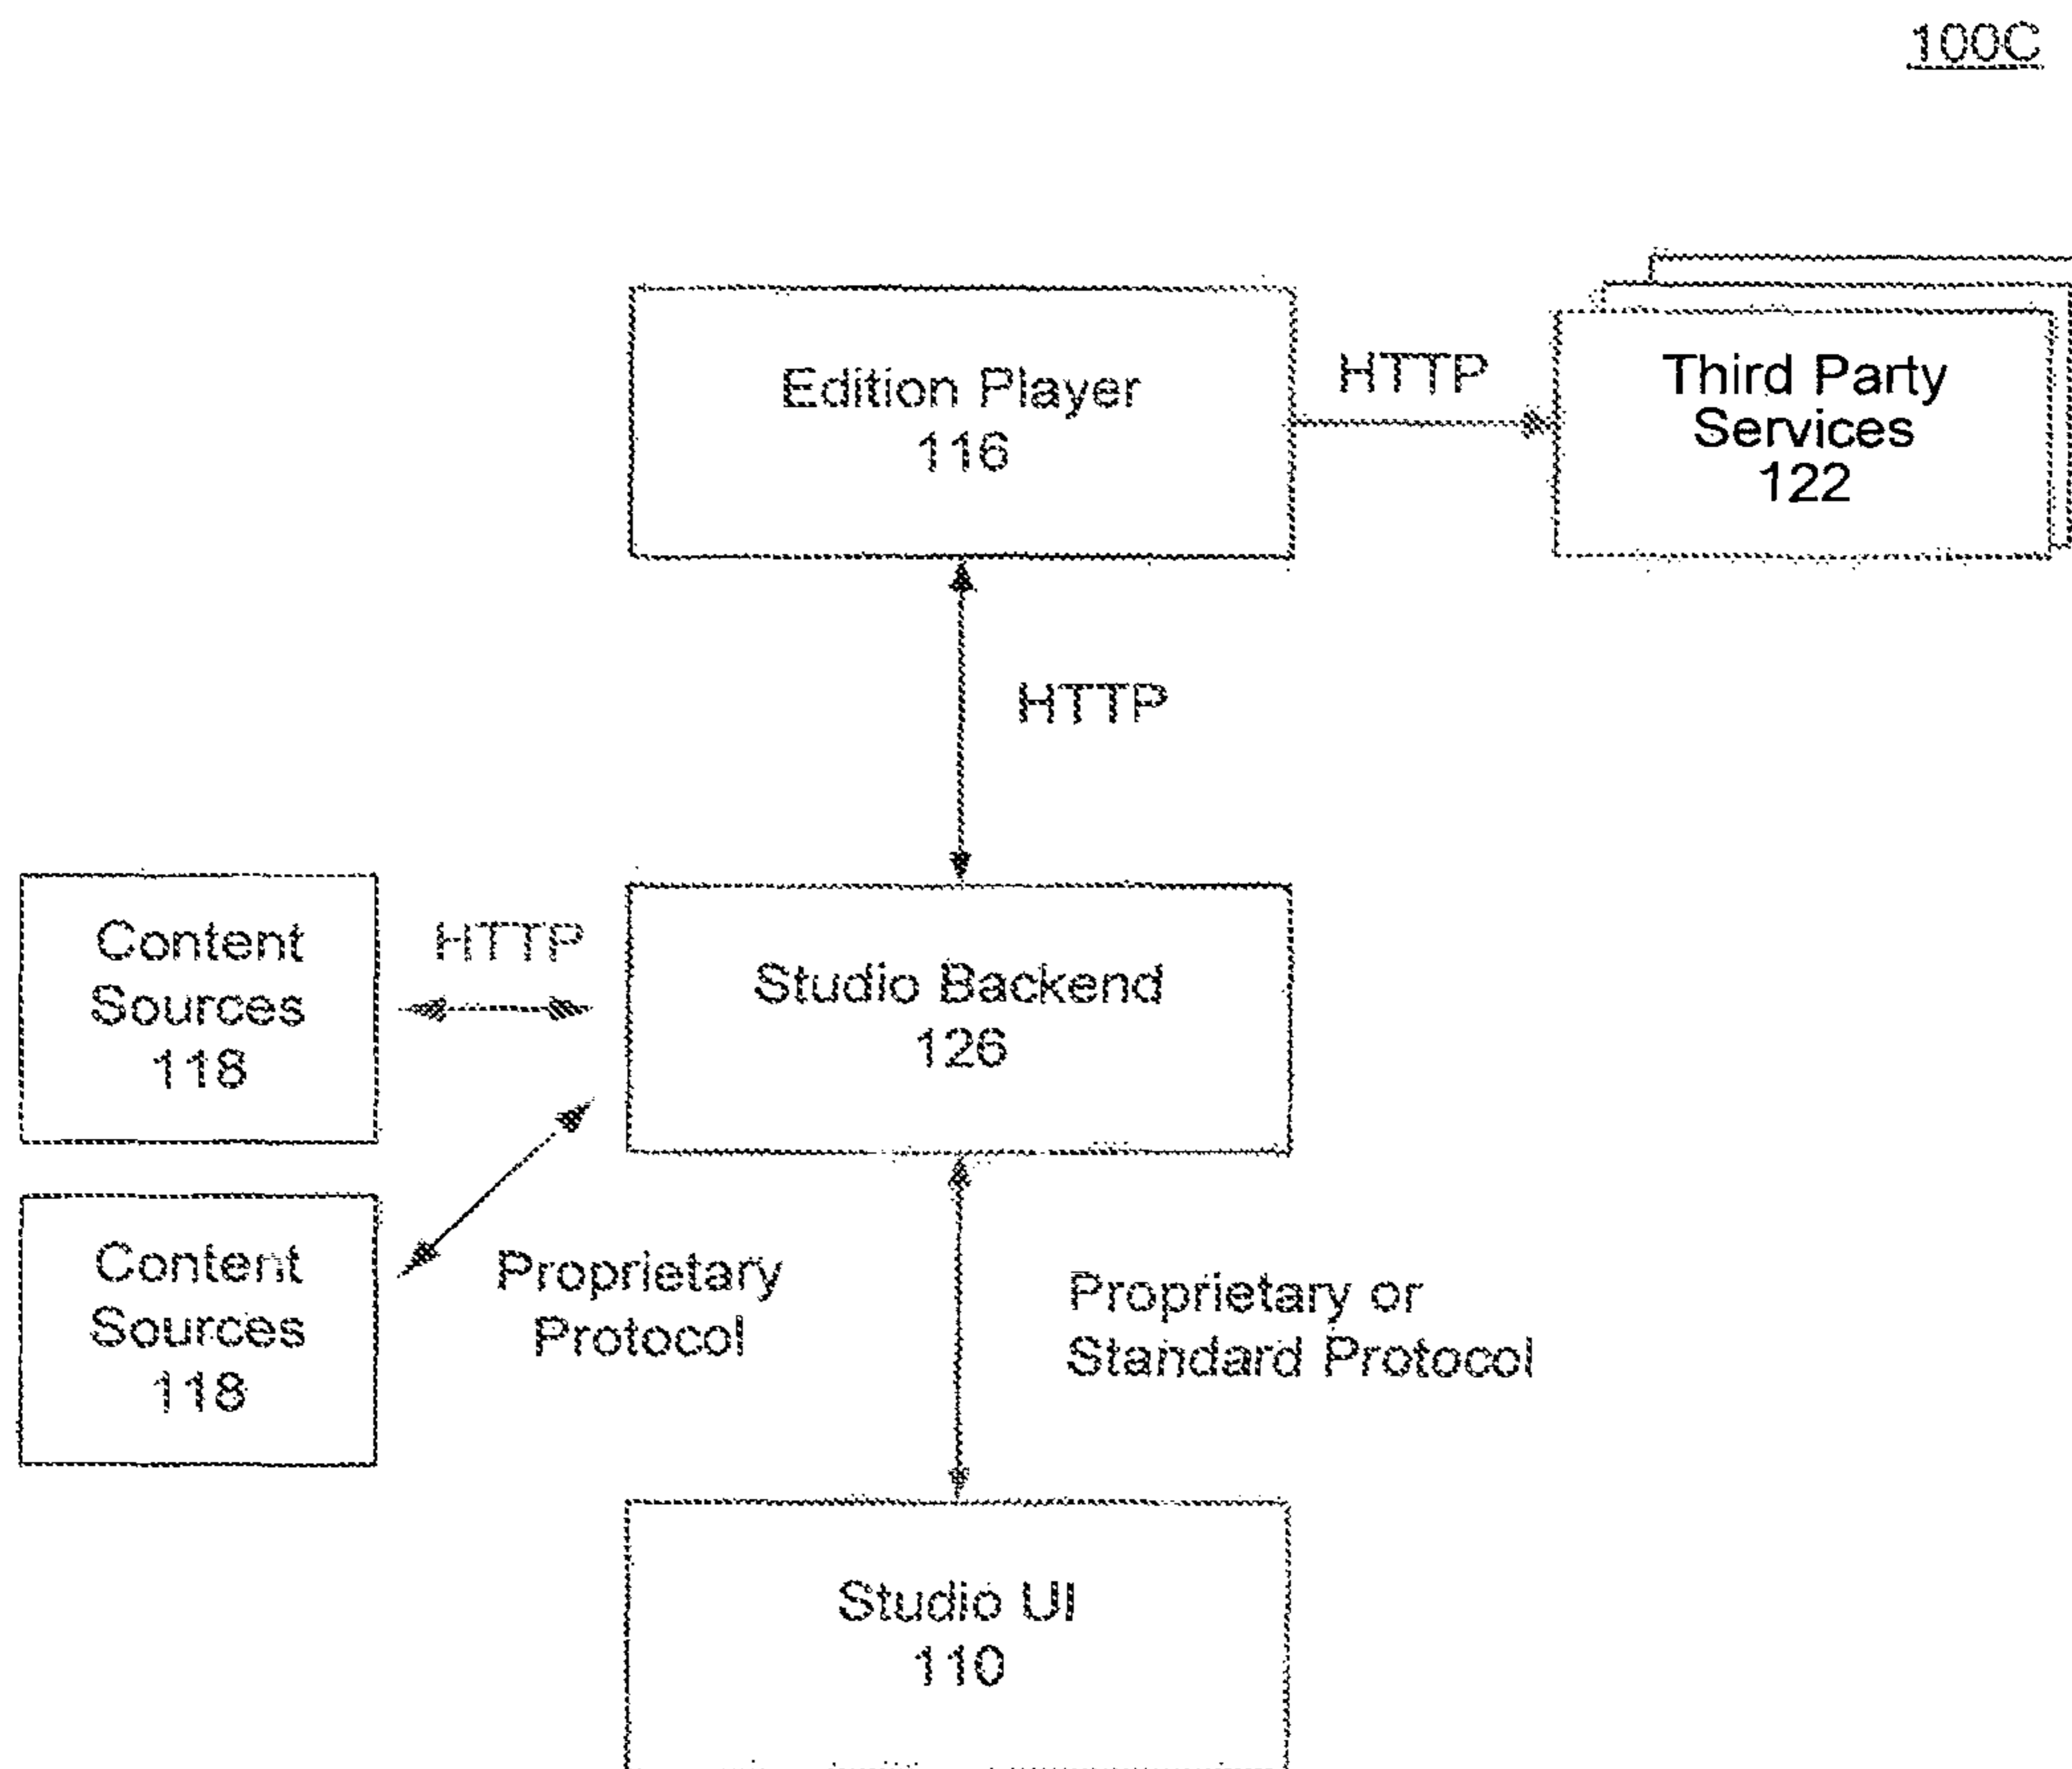 100C
Edition Player
116
HTTP
Third Party
Services
122
HTTP
Content
Sources
118
HTTP
Studio Backend
126
Content
Sources
118
Proprietary
Protocol
Proprietary or
Standard Protocol
Studio UI
110